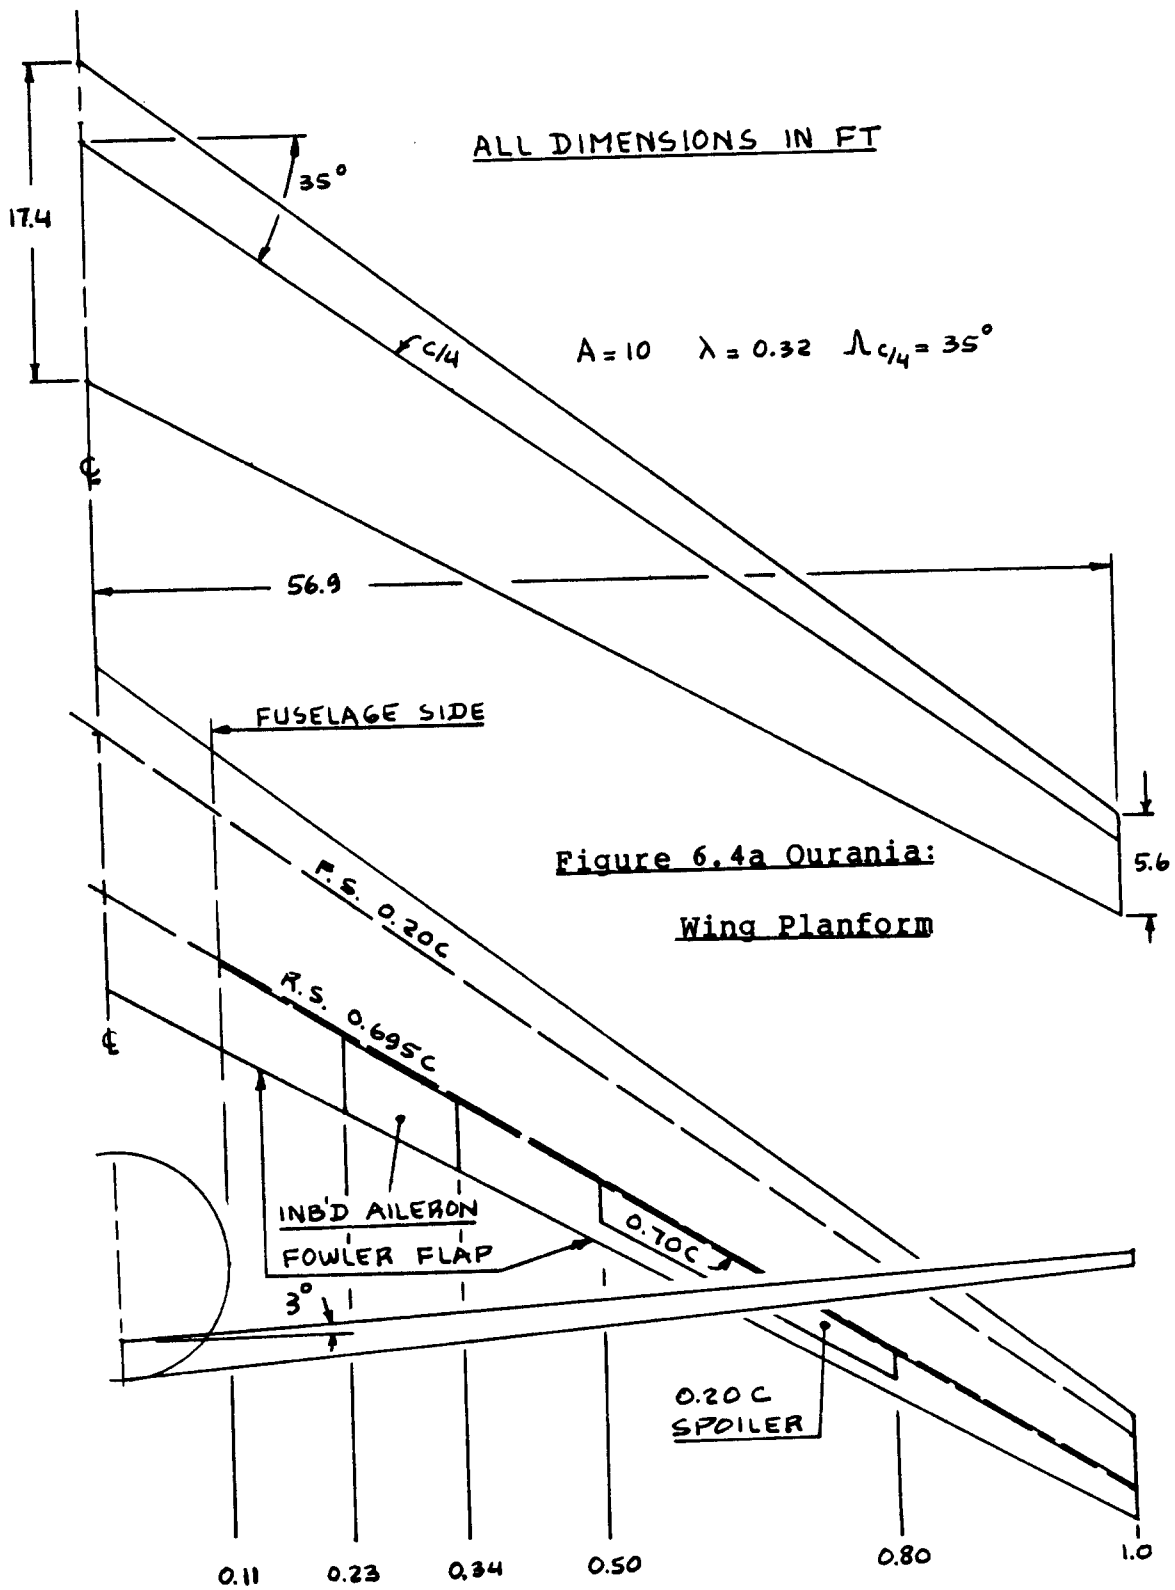 ALL DIMENSIONS IN FT
35°
17.4
C/4
A = 10 λ = 0.32 Λc/4 = 35°
℄
56.9
FUSELAGE SIDE
F.S. 0.20C
Figure 6.4a Ourania:
Wing Planform
5.6
R.S. 0.695C
℄
INB'D AILERON
FOWLER FLAP
0.70C
3°
0.20 C
SPOILER
0.11 0.23 0.34 0.50 0.80 1.0